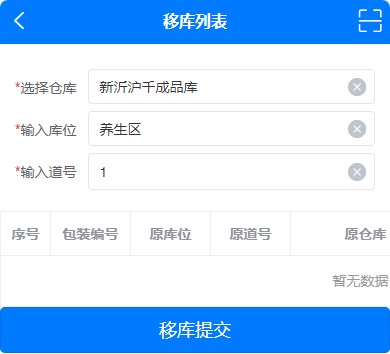 移库列表
*选择仓库 新沂沪千成品库
*输入库位 养生区
*输入道号 1
序号 包装编号 原库位 原道号 原仓库
暂无数据
移库提交